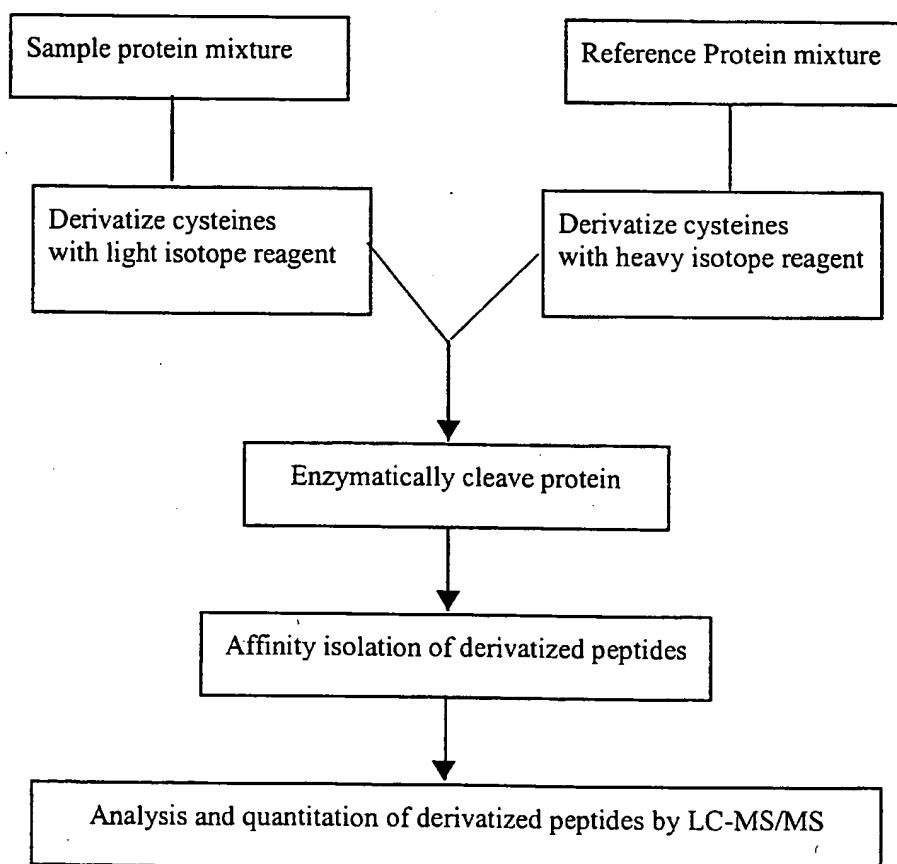 Sample protein mixture
Reference Protein mixture
Derivatize cysteines
with light isotope reagent
Derivatize cysteines
with heavy isotope reagent
Enzymatically cleave protein
Affinity isolation of derivatized peptides
Analysis and quantitation of derivatized peptides by LC-MS/MS